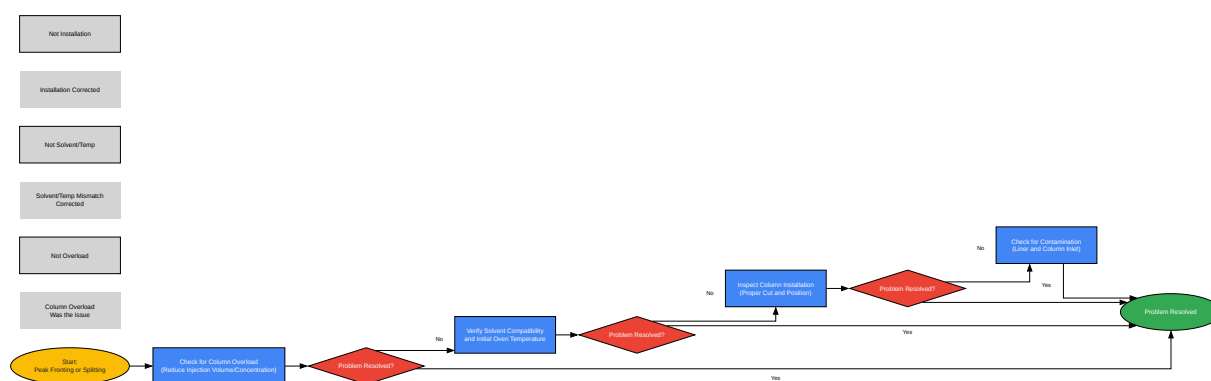 Not Installation
Installation Corrected
Not Solvent/Temp
Solvent/Temp Mismatch
Corrected
Not Overload
Column Overload
Was the Issue
Start:
Peak Fronting or Splitting
Check for Column Overload
(Reduce Injection Volume/Concentration)
Problem Resolved?
No
Yes
Verify Solvent Compatibility
and Initial Oven Temperature
Problem Resolved?
No
Yes
Inspect Column Installation
(Proper Cut and Position)
Problem Resolved?
No
Yes
Check for Contamination
(Liner and Column Inlet)
Problem Resolved